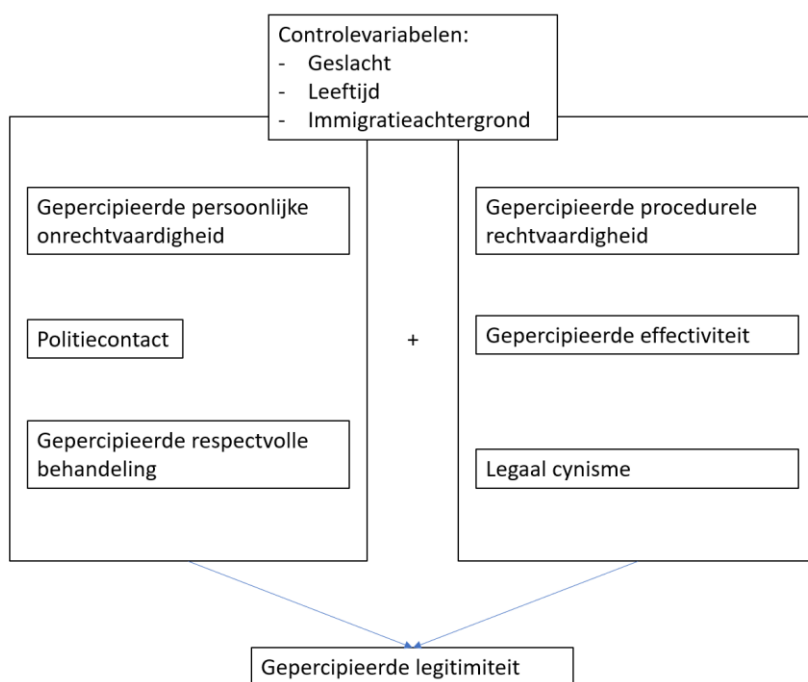 Controlevariabelen:
- Geslacht
- Leeftijd
- Immigratieachtergrond
Gepercipieerde persoonlijke
onrechtvaardigheid
Politiecontact
Gepercipieerde respectvolle
behandeling
+
Gepercipieerde procedurele
rechtvaardigheid
Gepercipieerde effectiviteit
Legaal cynisme
Gepercipieerde legitimiteit